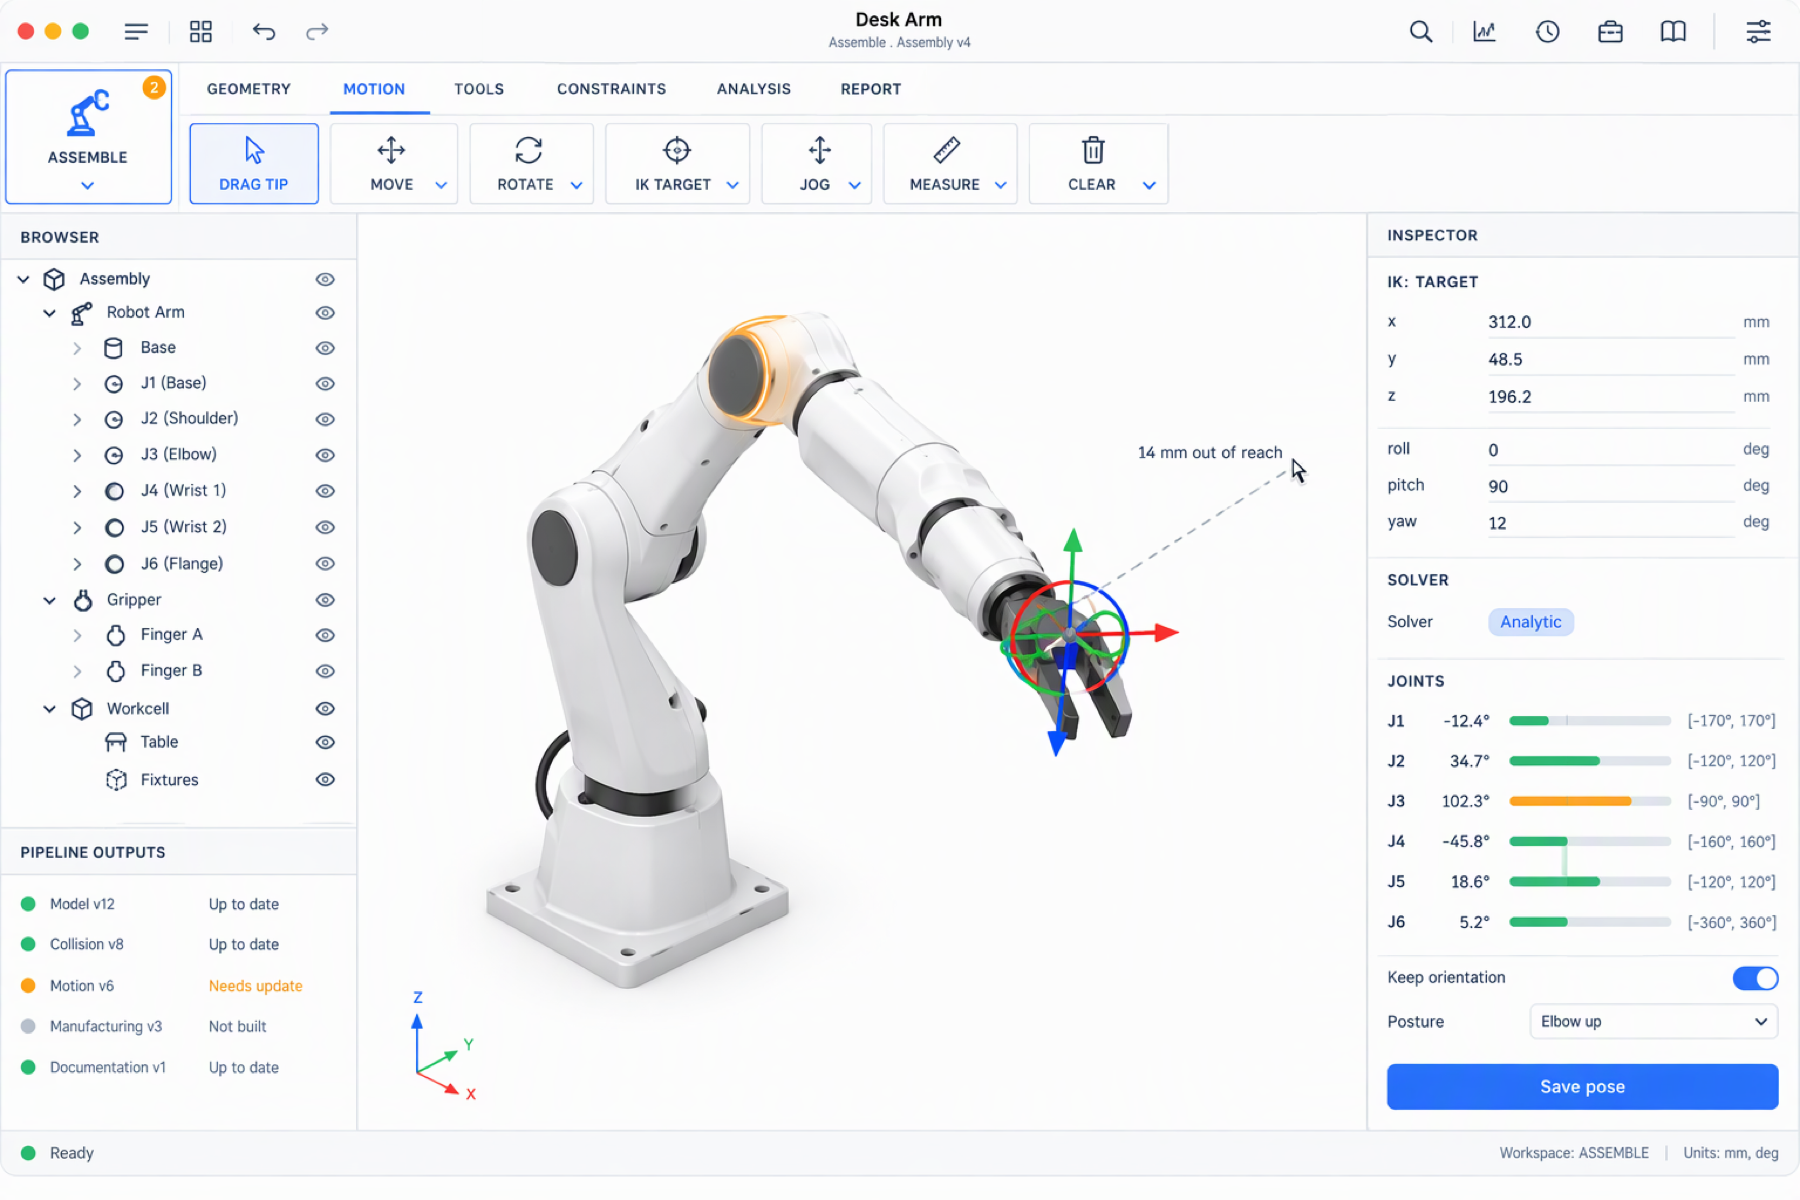 Desk Arm
Assemble . Assembly v4
2
ASSEMBLE
GEOMETRY
MOTION
TOOLS
CONSTRAINTS
ANALYSIS
REPORT
DRAG TIP
MOVE
ROTATE
IK TARGET
JOG
MEASURE
CLEAR
BROWSER
Assembly
Robot Arm
Base
J1 (Base)
J2 (Shoulder)
J3 (Elbow)
J4 (Wrist 1)
J5 (Wrist 2)
J6 (Flange)
Gripper
Finger A
Finger B
Workcell
Table
Fixtures
PIPELINE OUTPUTS
Model v12 Up to date
Collision v8 Up to date
Motion v6 Needs update
Manufacturing v3 Not built
Documentation v1 Up to date
14 mm out of reach
Z
Y
X
INSPECTOR
IK: TARGET
x 312.0 mm
y 48.5 mm
z 196.2 mm
roll 0 deg
pitch 90 deg
yaw 12 deg
SOLVER
Solver Analytic
JOINTS
J1 -12.4° [-170°, 170°]
J2 34.7° [-120°, 120°]
J3 102.3° [-90°, 90°]
J4 -45.8° [-160°, 160°]
J5 18.6° [-120°, 120°]
J6 5.2° [-360°, 360°]
Keep orientation
Posture Elbow up
Save pose
Ready
Workspace: ASSEMBLE | Units: mm, deg